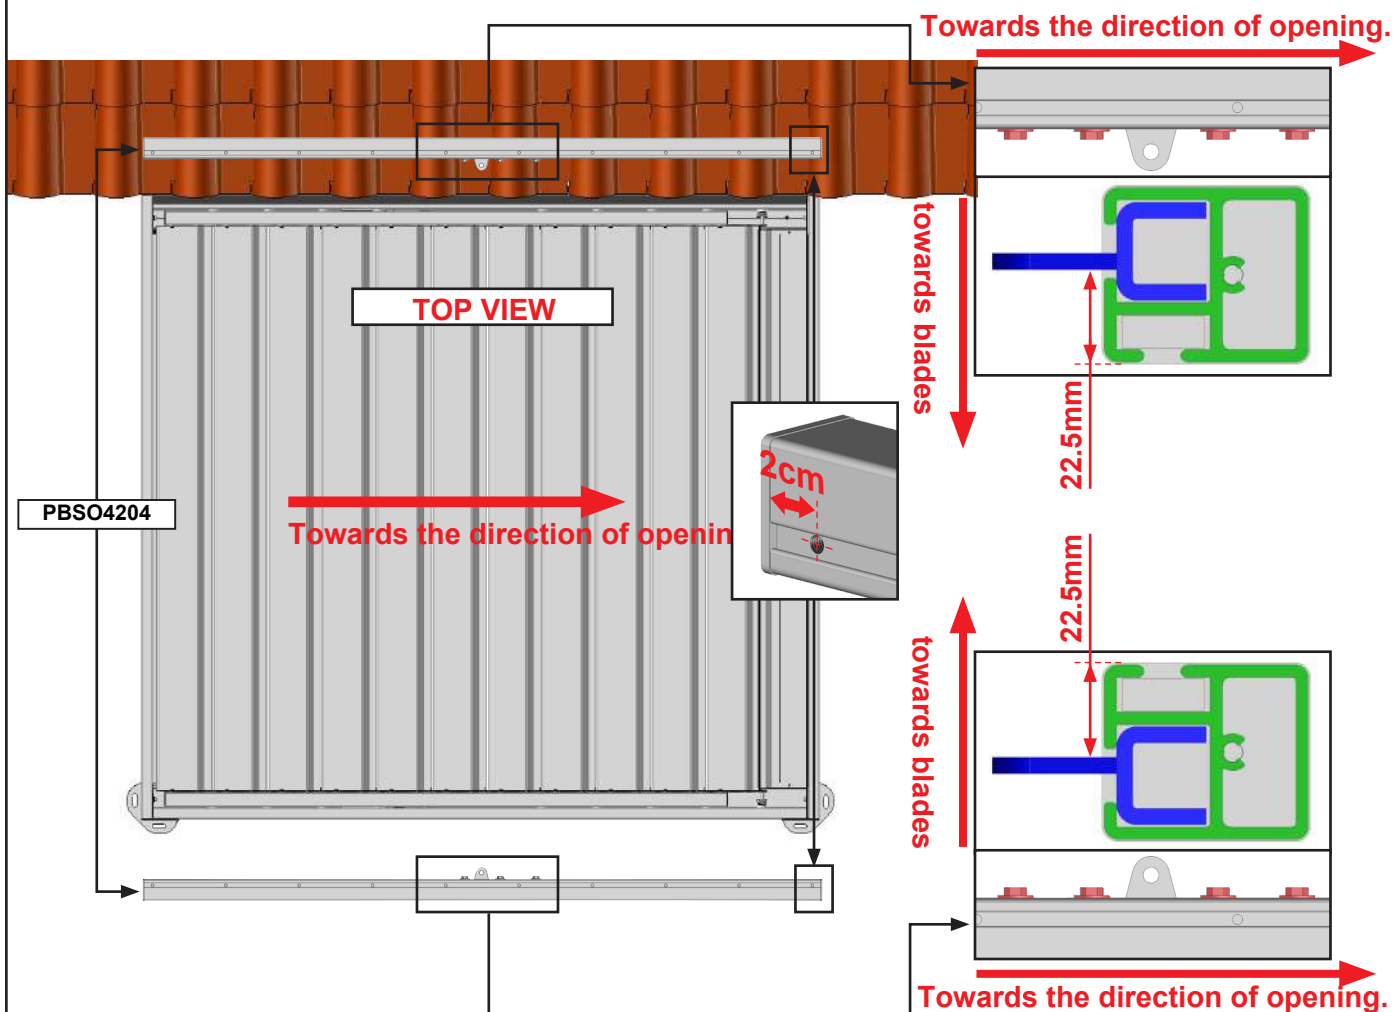 Towards the direction of opening.
towards blades
22.5mm
TOP VIEW
2cm
PBSO4204
Towards the direction of openin
22.5mm
towards blades
Towards the direction of opening.